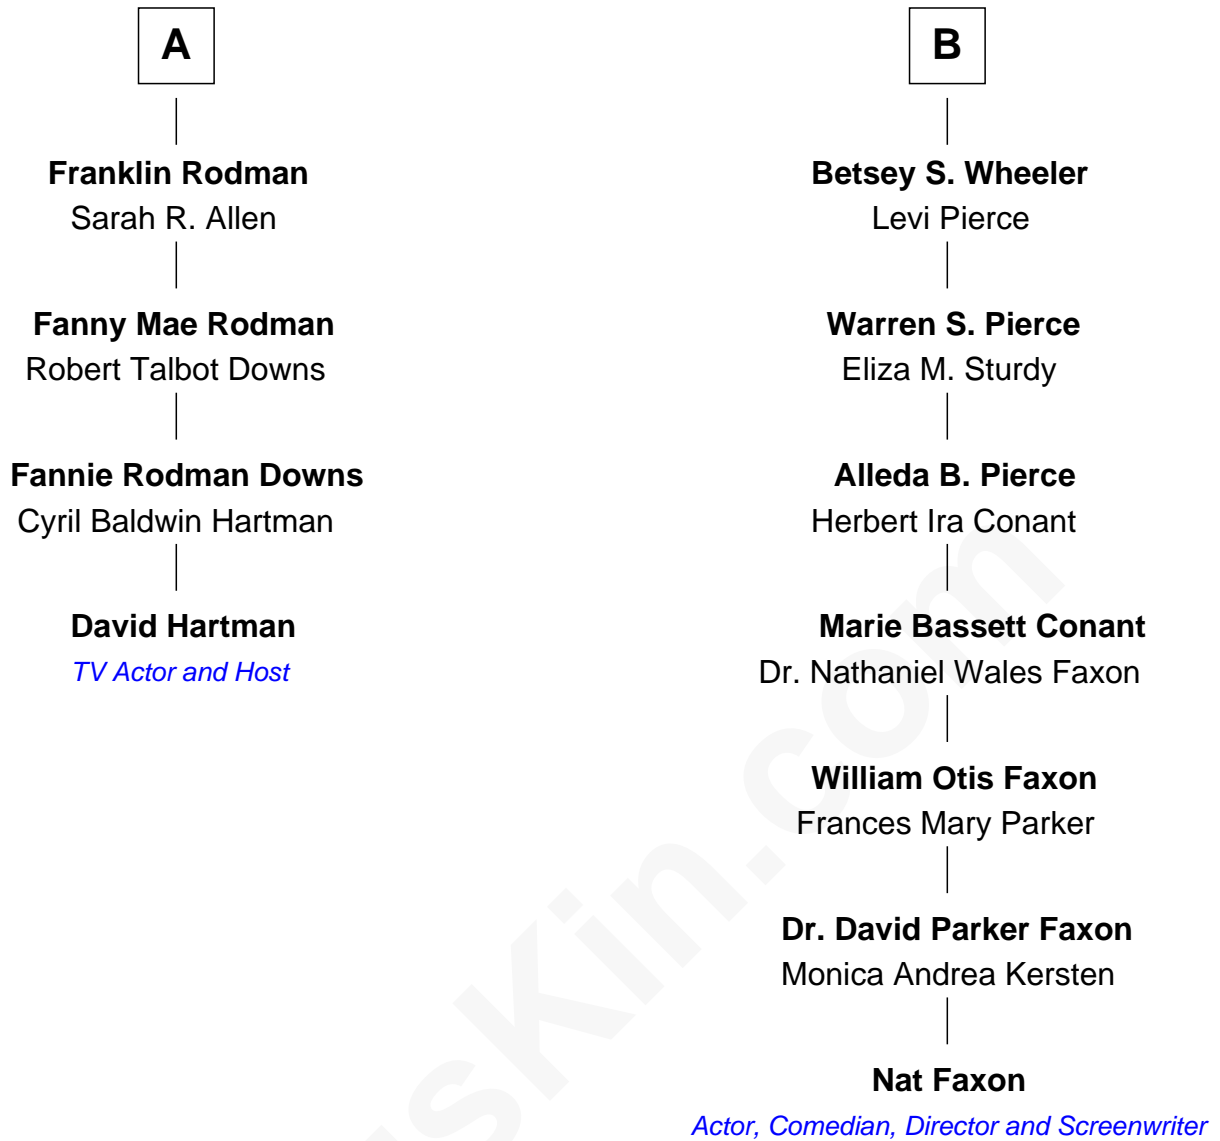 A
Franklin Rodman
Sarah R. Allen
Fanny Mae Rodman
Robert Talbot Downs
Fannie Rodman Downs
Cyril Baldwin Hartman
David Hartman
TV Actor and Host
B
Betsey S. Wheeler
Levi Pierce
Warren S. Pierce
Eliza M. Sturdy
Alleda B. Pierce
Herbert Ira Conant
Marie Bassett Conant
Dr. Nathaniel Wales Faxon
William Otis Faxon
Frances Mary Parker
Dr. David Parker Faxon
Monica Andrea Kersten
Nat Faxon
Actor, Comedian, Director and Screenwriter
sKin.com